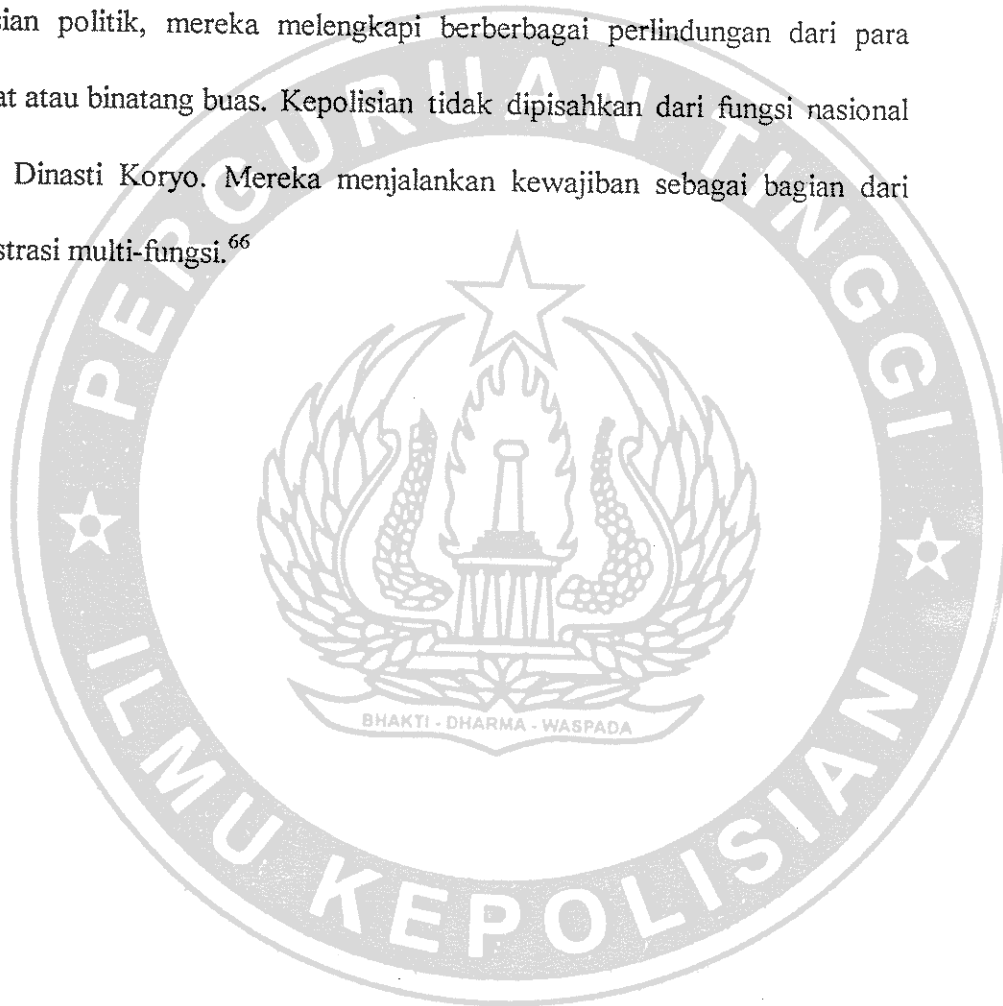 sian politik, mereka melengkapi berberbagai perlindungan dari para
at atau binatang buas. Kepolisian tidak dipisahkan dari fungsi nasional
Dinasti Koryo. Mereka menjalankan kewajiban sebagai bagian dari
strasi multi-fungsi.66
PERGURUAN TINGGI
BHAKTI - DHARMA - WASPADA
ILMU KEPOLISIAN